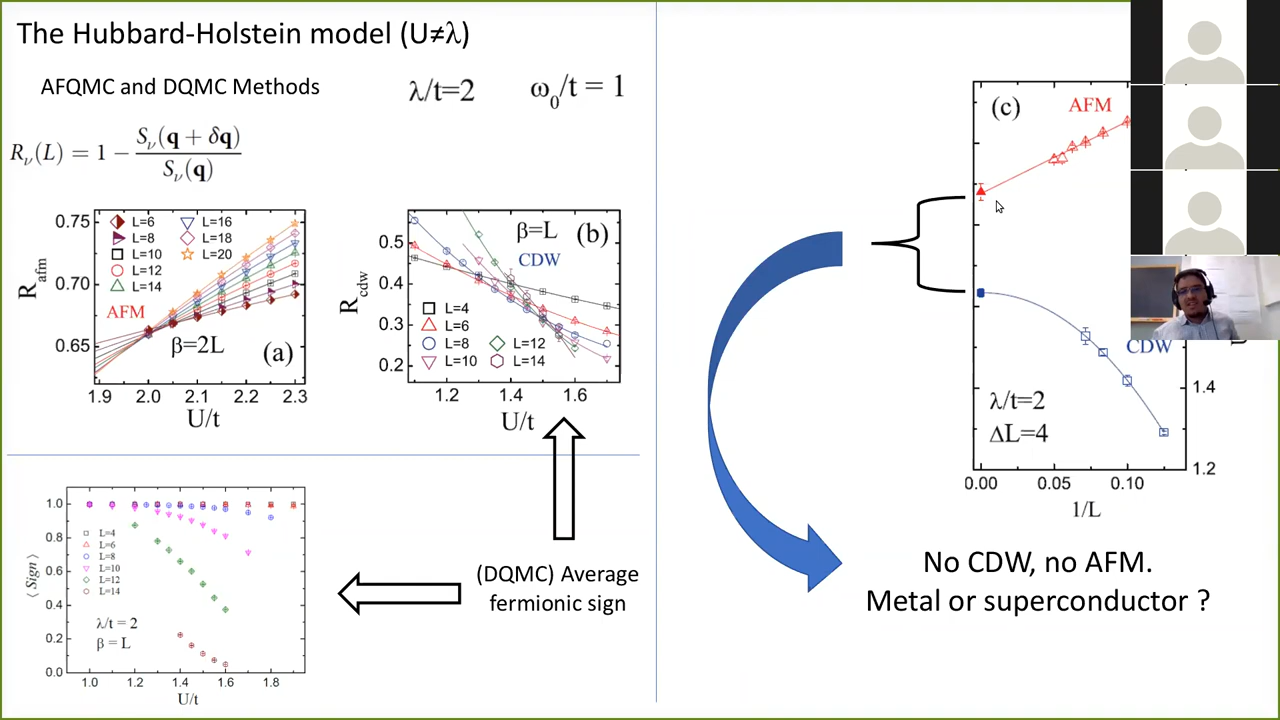 The Hubbard-Holstein model (U≠λ)
AFQMC and DQMC Methods
λ/t=2
ω₀/t = 1
Rᵥ(L) = 1 − Sᵥ(q + δq) / Sᵥ(q)
0.75
0.70
0.65
R_afm
L=6
L=8
L=10
L=12
L=14
L=16
L=18
L=20
AFM
β=2L
(a)
1.9 2.0 2.1 2.2 2.3
U/t
0.5
0.4
0.3
0.2
R_cdw
β=L
(b)
CDW
L=4
L=6
L=8
L=10
L=12
L=14
1.2 1.4 1.6
U/t
1.0
0.8
0.6
0.4
0.2
0.0
⟨Sign⟩
L=4
L=6
L=8
L=10
L=12
L=14
λ/t = 2
β = L
1.0 1.2 1.4 1.6 1.8
U/t
(DQMC) Average
fermionic sign
(c)
AFM
CDW
λ/t=2
ΔL=4
1.4
1.2
0.00 0.05 0.10
1/L
No CDW, no AFM.
Metal or superconductor ?